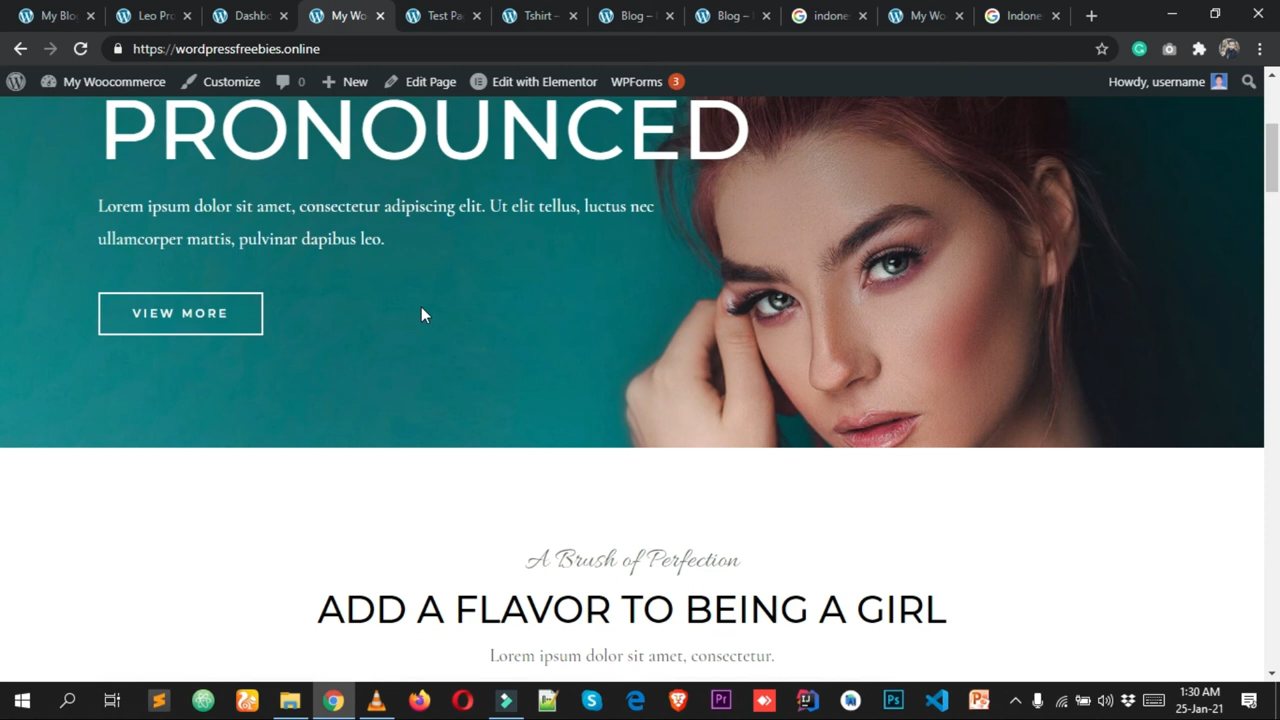 My Blo
Leo Pro
Dashbo
My Wo
Test Pa
Tshirt –
Blog –
Blog –
indone
My Wo
Indone
https://wordpressfreebies.online
My Woocommerce
Customize
0
New
Edit Page
Edit with Elementor
WPForms 3
Howdy, username
PRONOUNCED
Lorem ipsum dolor sit amet, consectetur adipiscing elit. Ut elit tellus, luctus nec
ullamcorper mattis, pulvinar dapibus leo.
VIEW MORE
A Brush of Perfection
ADD A FLAVOR TO BEING A GIRL
Lorem ipsum dolor sit amet, consectetur.
1:30 AM
25-Jan-21